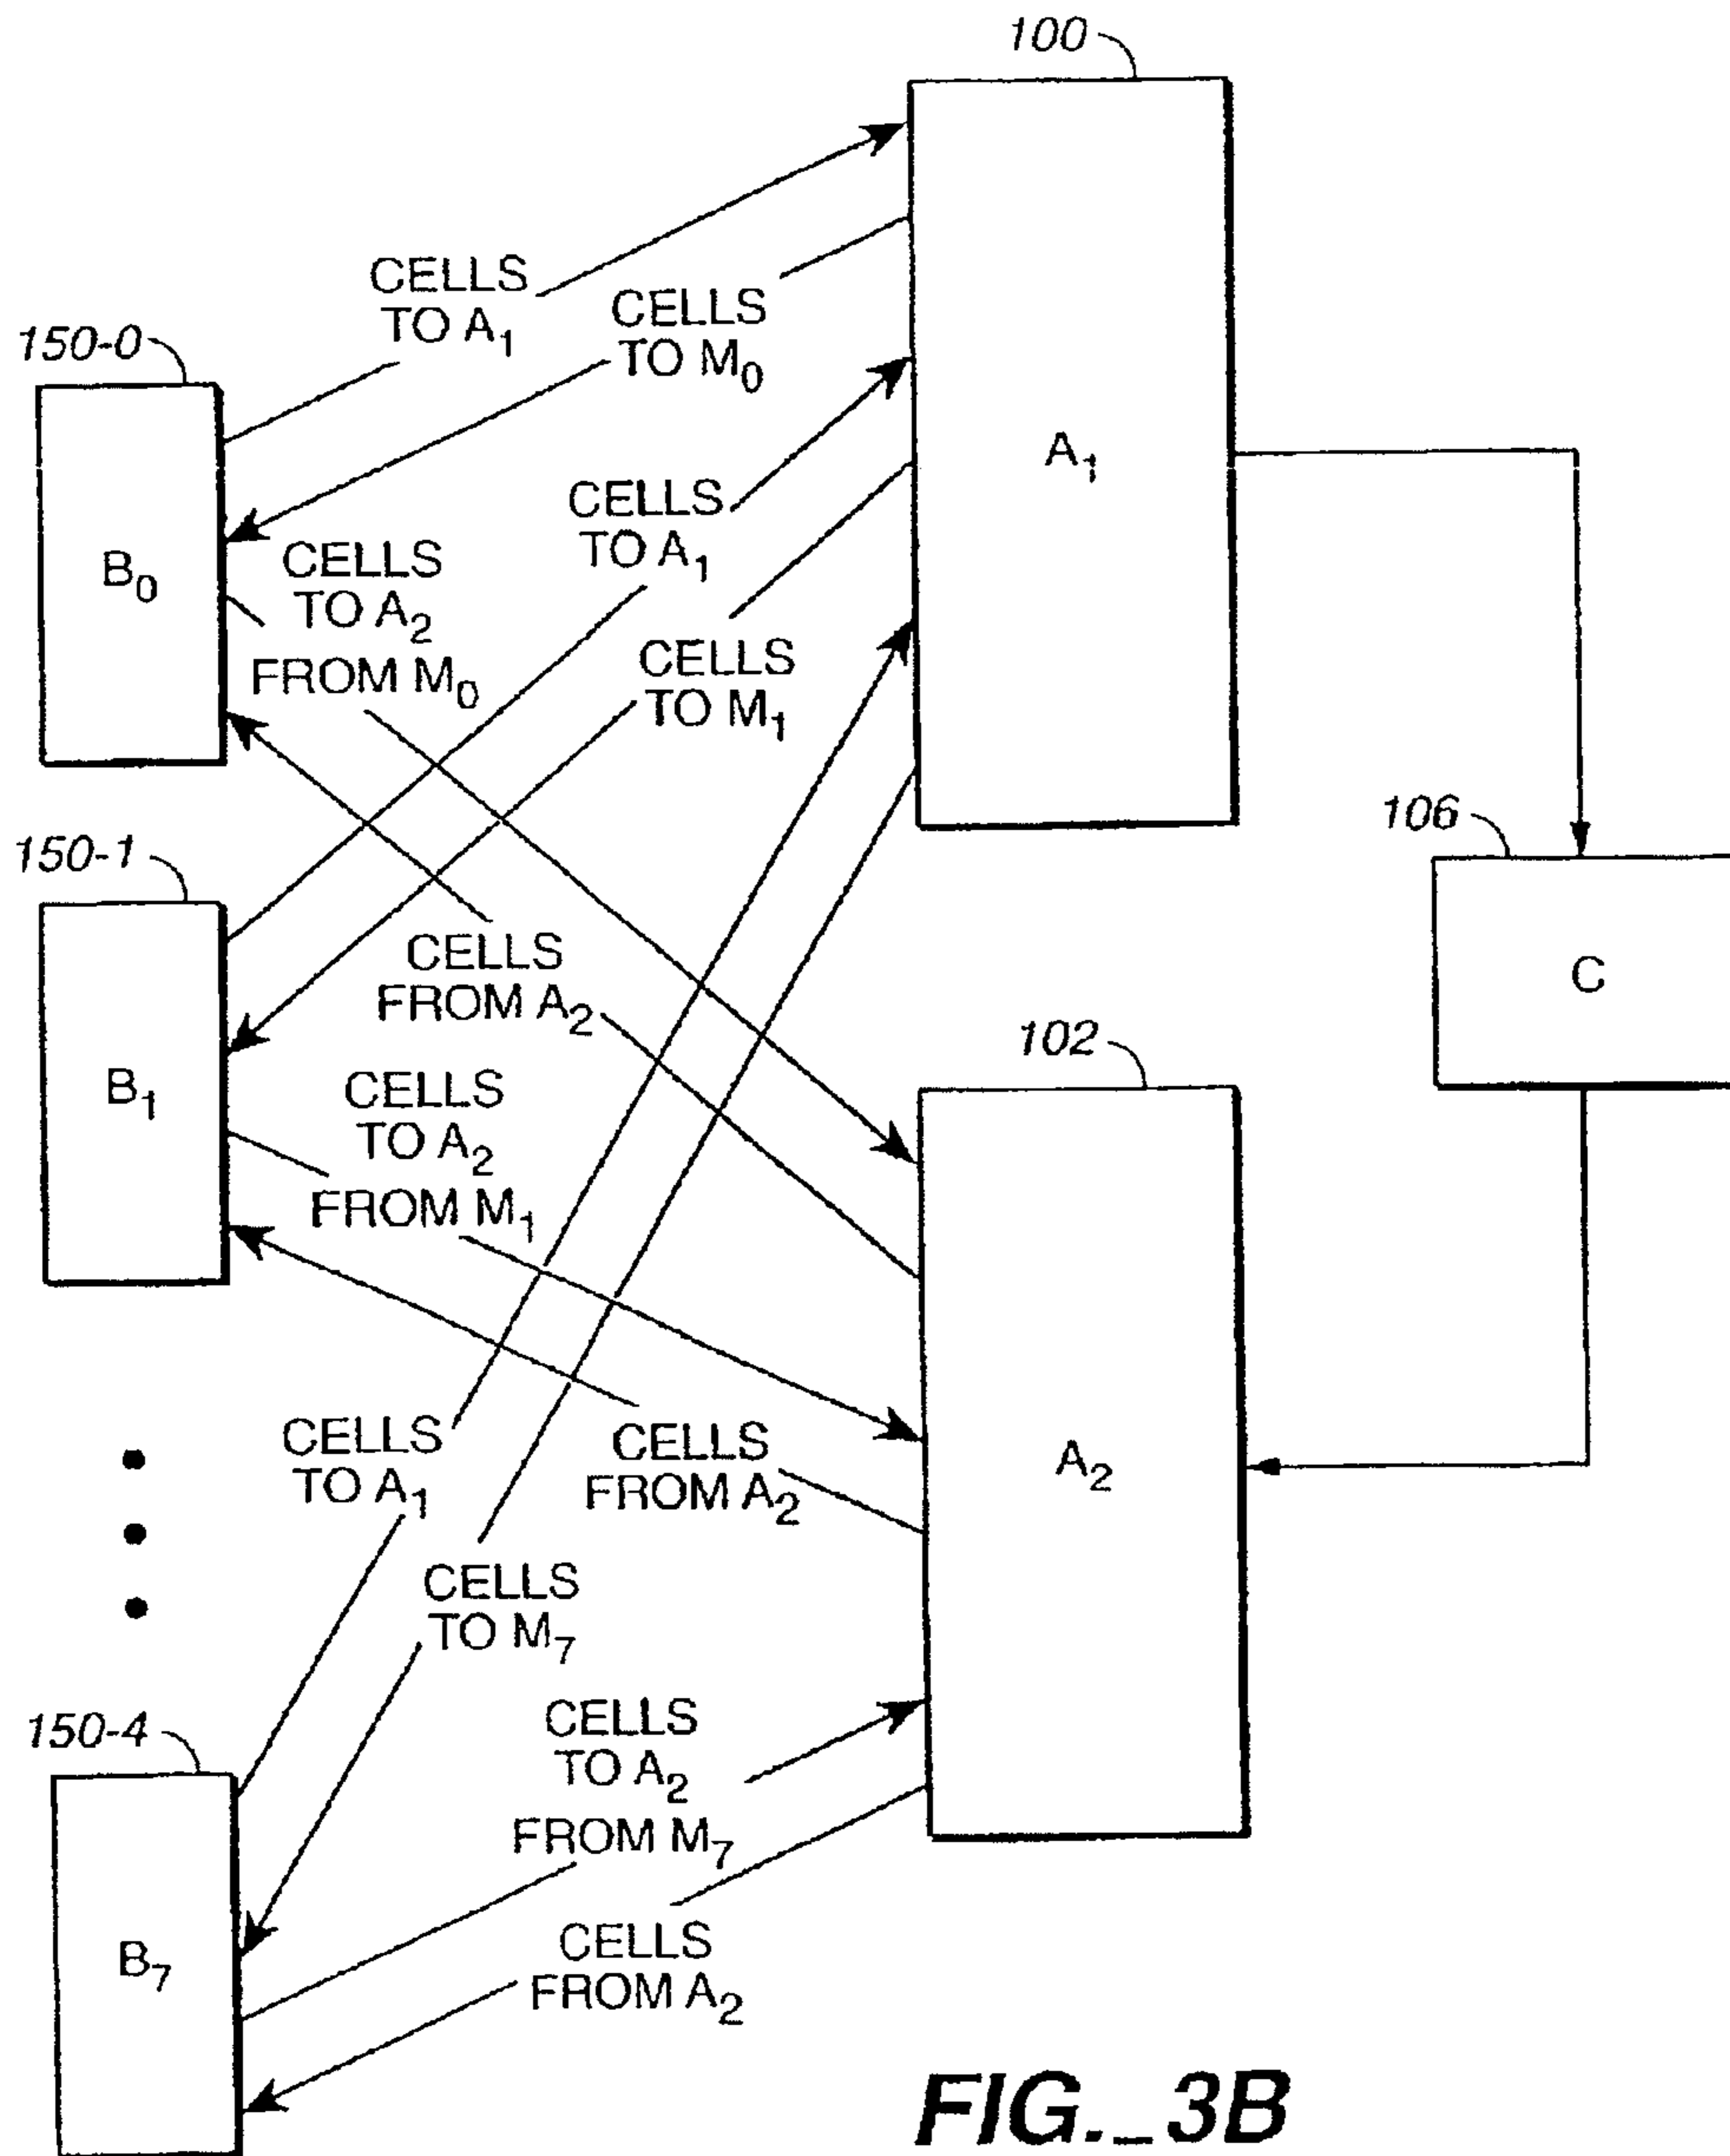 100
CELLS
TO A₁
CELLS
TO M₀
150-0
A₁
CELLS
TO A₁
B₀
CELLS
TO A₂
FROM M₀
CELLS
TO M₁
106
150-1
CELLS
FROM A₂
C
102
B₁
CELLS
TO A₂
FROM M₁
CELLS
TO A₁
CELLS
FROM A₂
A₂
CELLS
TO M₇
150-4
CELLS
TO A₂
FROM M₇
B₇
CELLS
FROM A₂
FIG._3B